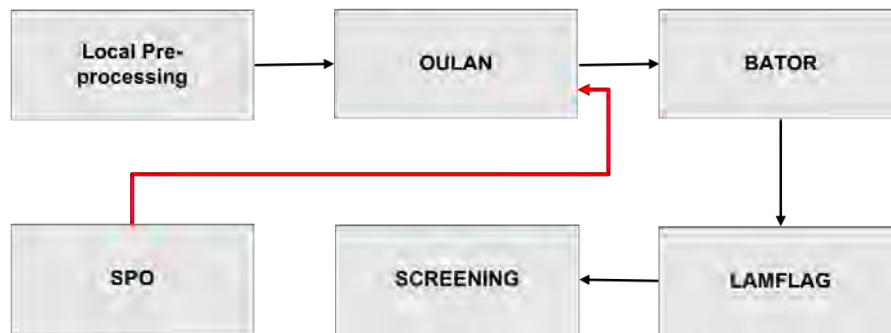 Local Pre-
processing
OULAN
BATOR
SPO
SCREENING
LAMFLAG